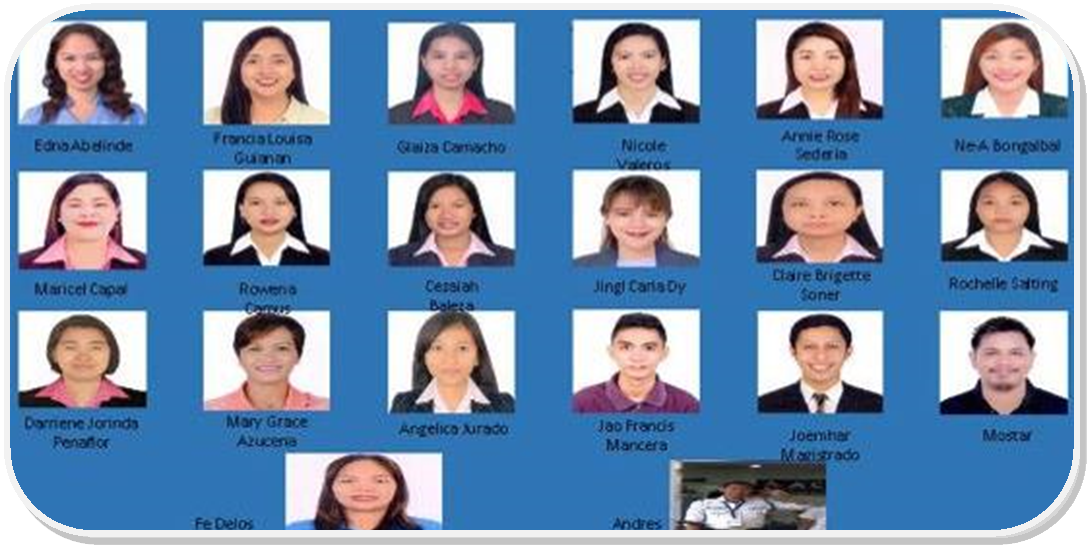 Edna Abelinde
Francia Louisa
Guianan
Glaiza Camacho
Nicole
Valeros
Annie Rose
Sederia
Ne-A Bongalbal
Maricel Capal
Rowena
Camus
Cezaiah
Baleza
Jingl Carla Dy
Claire Brigette
Soner
Rochelle Salting
Darriene Jorinda
Penaflor
Mary Grace
Azucena
Angelica Jurado
Jao Francis
Mancera
Joemhar
Magistrado
Mostar
Fe Delos
Andres